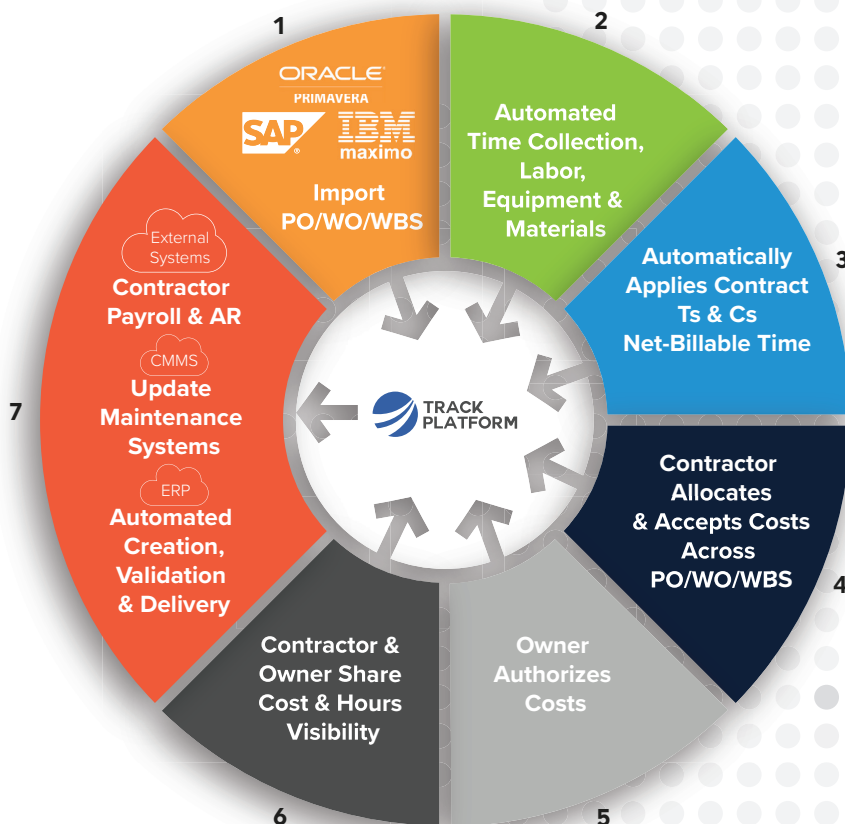 1
ORACLE®
PRIMAVERA
SAP®
IBM
maximo
Import
PO/WO/WBS
2
Automated
Time Collection,
Labor,
Equipment &
Materials
3
Automatically
Applies Contract
Ts & Cs
Net-Billable Time
4
Contractor
Allocates
& Accepts Costs
Across
PO/WO/WBS
5
Owner
Authorizes
Costs
6
Contractor &
Owner Share
Cost & Hours
Visibility
7
External
Systems
Contractor
Payroll & AR
CMMS
Update
Maintenance
Systems
ERP
Automated
Creation,
Validation
& Delivery
TRACK
PLATFORM